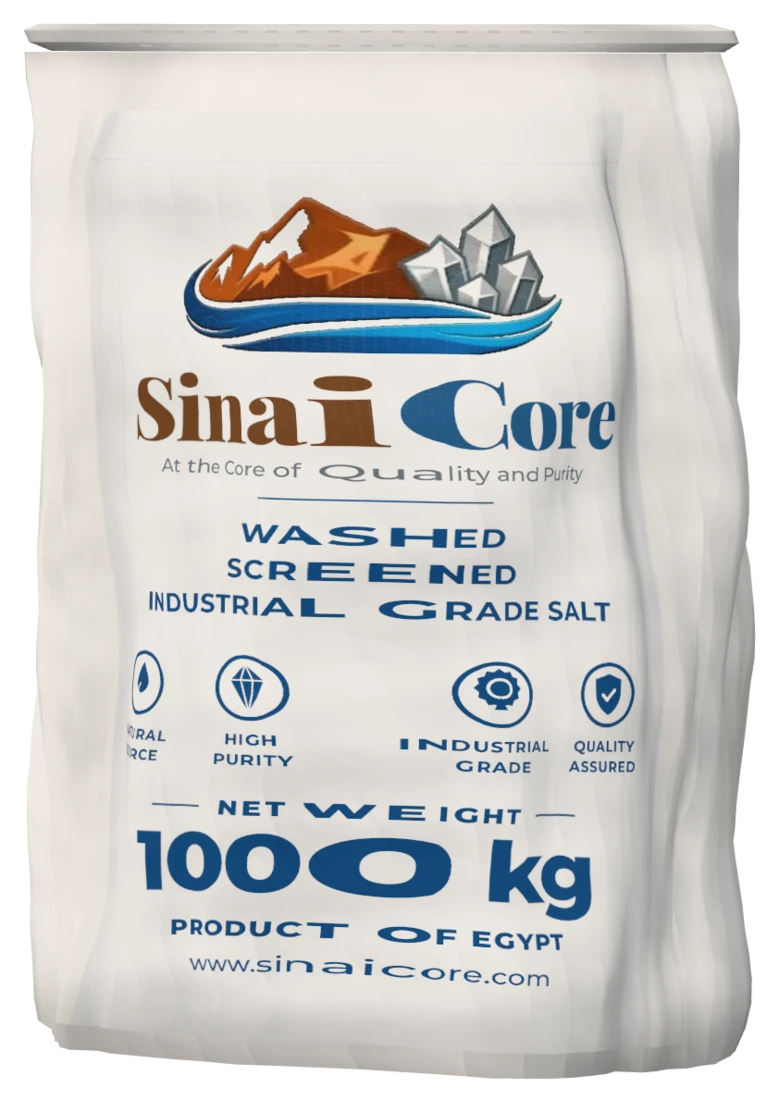 Sinai Core
At the Core of Quality and Purity
WASHED
SCREENED
INDUSTRIAL GRADE SALT
HIGH
PURITY
INDUSTRIAL
GRADE
QUALITY
ASSURED
NET WEIGHT
1000 kg
PRODUCT OF EGYPT
www.sinaicore.com